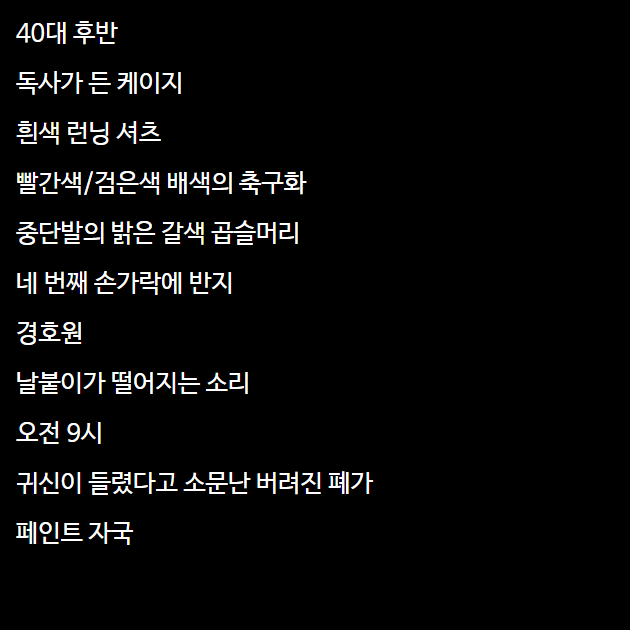 40대 후반
독사가 든 케이지
흰색 런닝 셔츠
빨간색/검은색 배색의 축구화
중단발의 밝은 갈색 곱슬머리
네 번째 손가락에 반지
경호원
날붙이가 떨어지는 소리
오전 9시
귀신이 들렸다고 소문난 버려진 폐가
페인트 자국